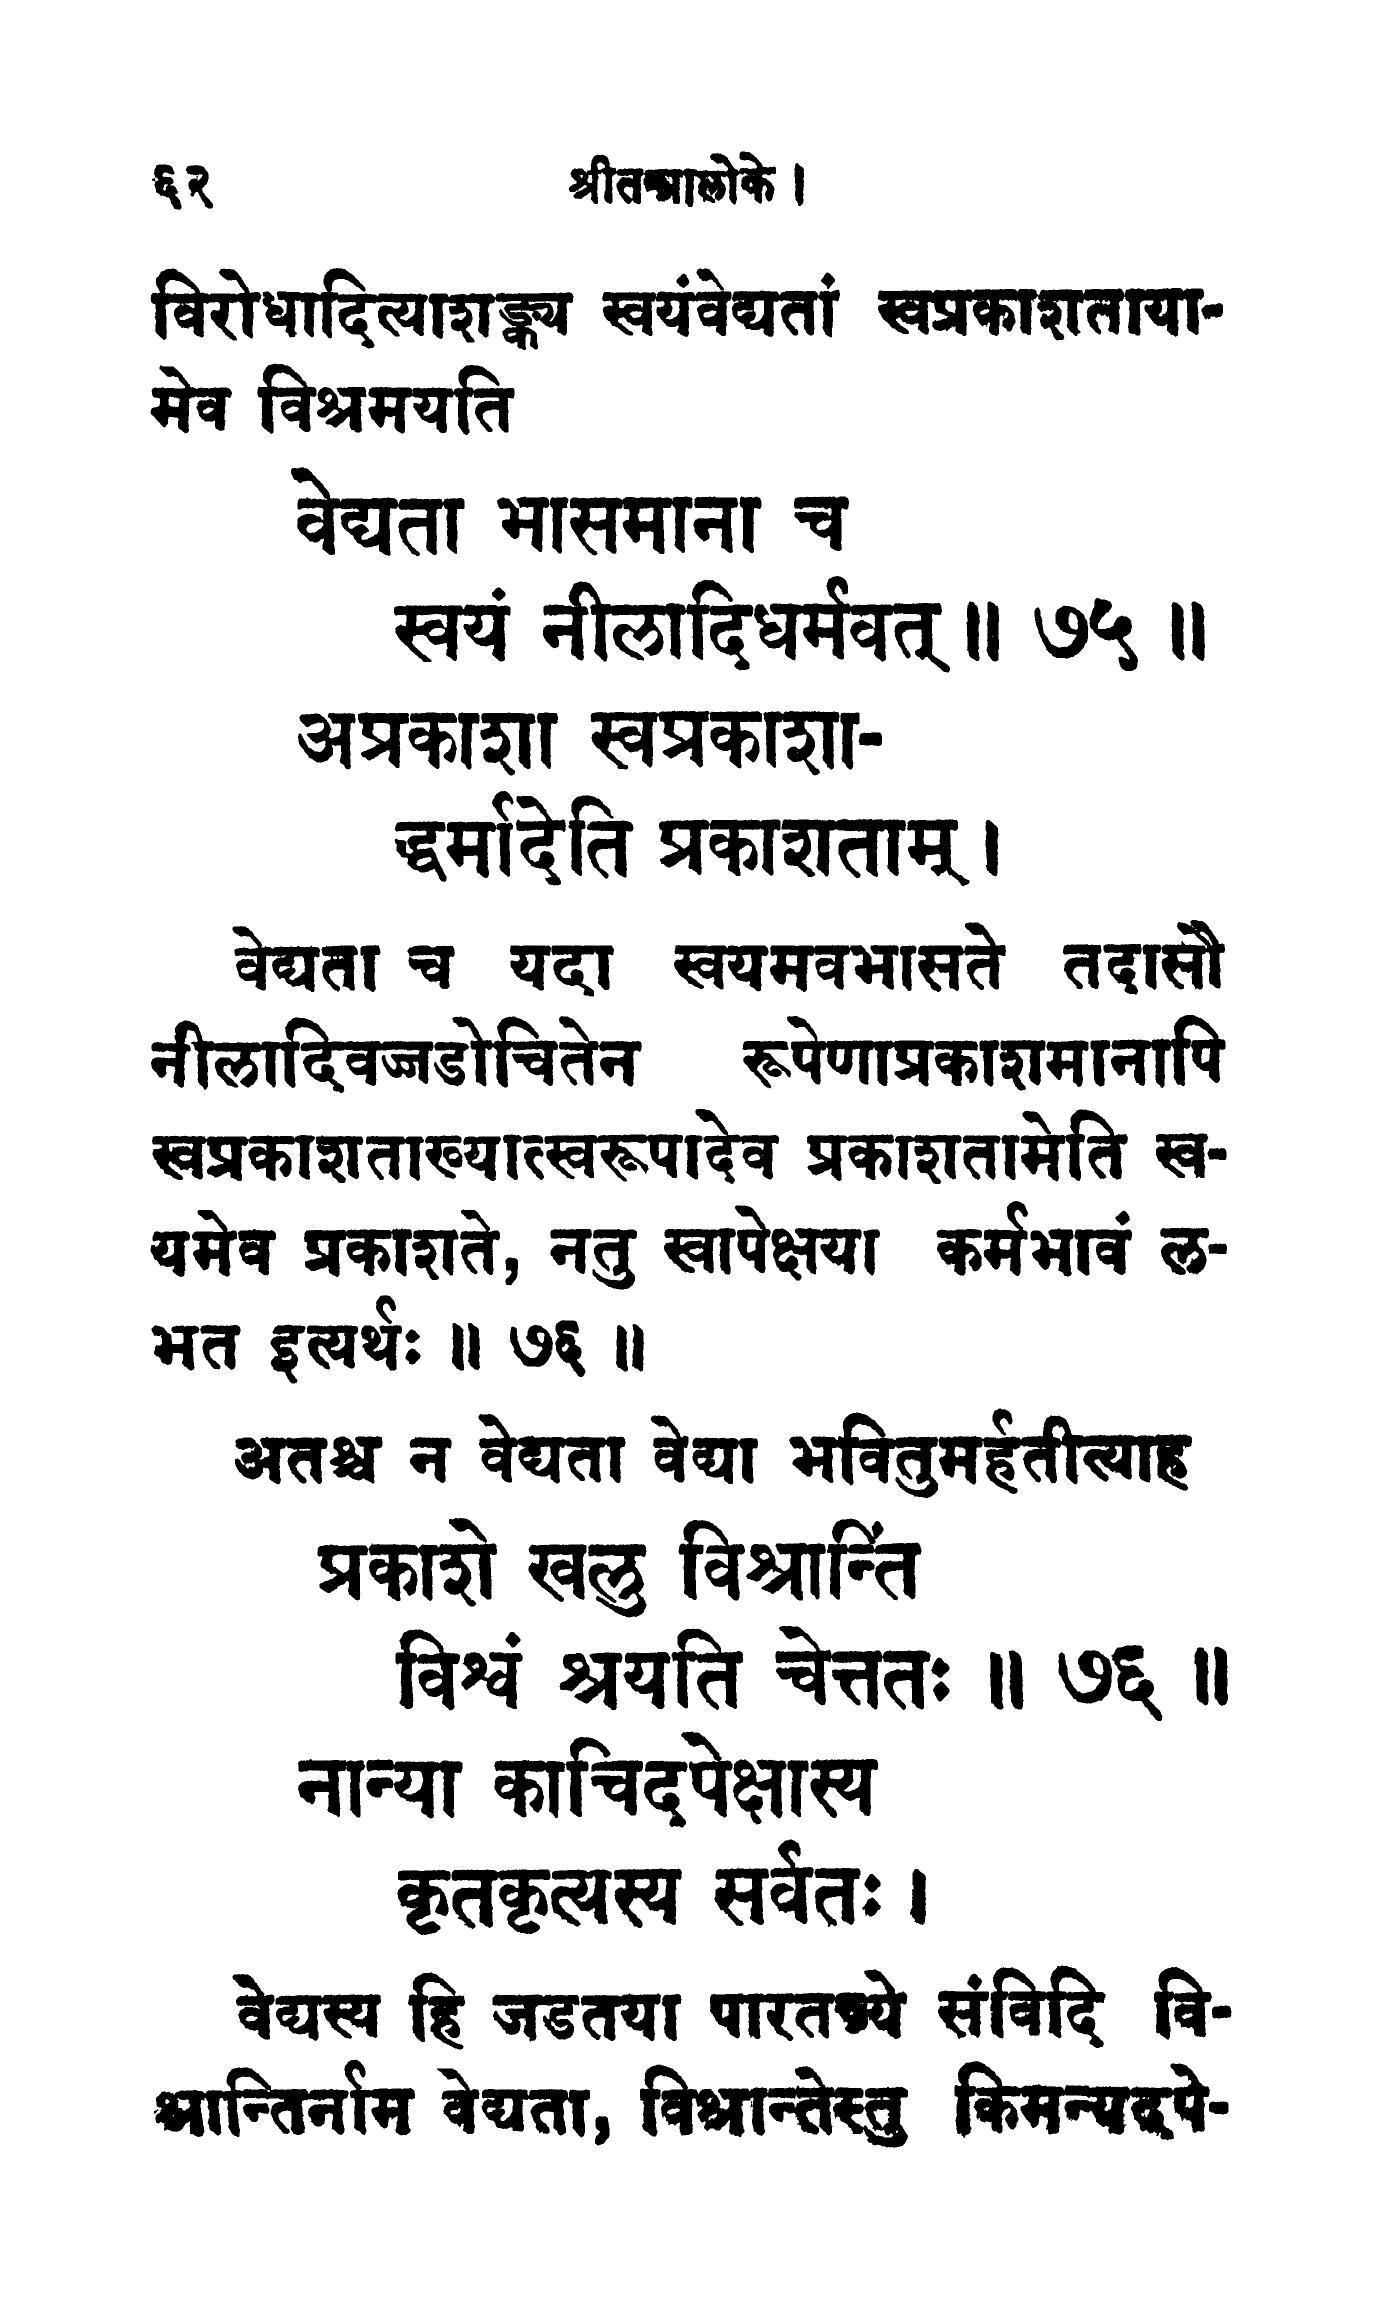 ६२ श्रीतन्त्रालोके ।
विरोधादित्याशङ्क्य स्वयंवेद्यतां स्वप्रकाशताया-
मेव विश्रमयति
वेद्यता भासमाना च
स्वयं नीलादिधर्मवत् ॥ ७५ ॥
अप्रकाशा स्वप्रकाशा-
द्धर्मादेति प्रकाशताम् ।
वेद्यता च यदा स्वयमवभासते तदासौ
नीलादिवज्जडोचितेन रूपेणाप्रकाशमानापि
स्वप्रकाशताख्यात्स्वरूपादेव प्रकाशतामेति स्व-
यमेव प्रकाशते, नतु स्वापेक्षया कर्मभावं ल-
भत इत्यर्थः ॥ ७६ ॥
अतश्च न वेद्यता वेद्या भवितुमर्हतीत्याह
प्रकाशे खलु विश्रान्तिं
विश्वं श्रयति चेत्ततः ॥ ७६ ॥
नान्या काचिदपेक्षास्य
कृतकृत्यस्य सर्वतः ।
वेद्यस्य हि जडतया पारतन्त्र्ये संविदि वि-
श्रान्तिर्नाम वेद्यता, विश्रान्तेस्तु किमन्यदपे-